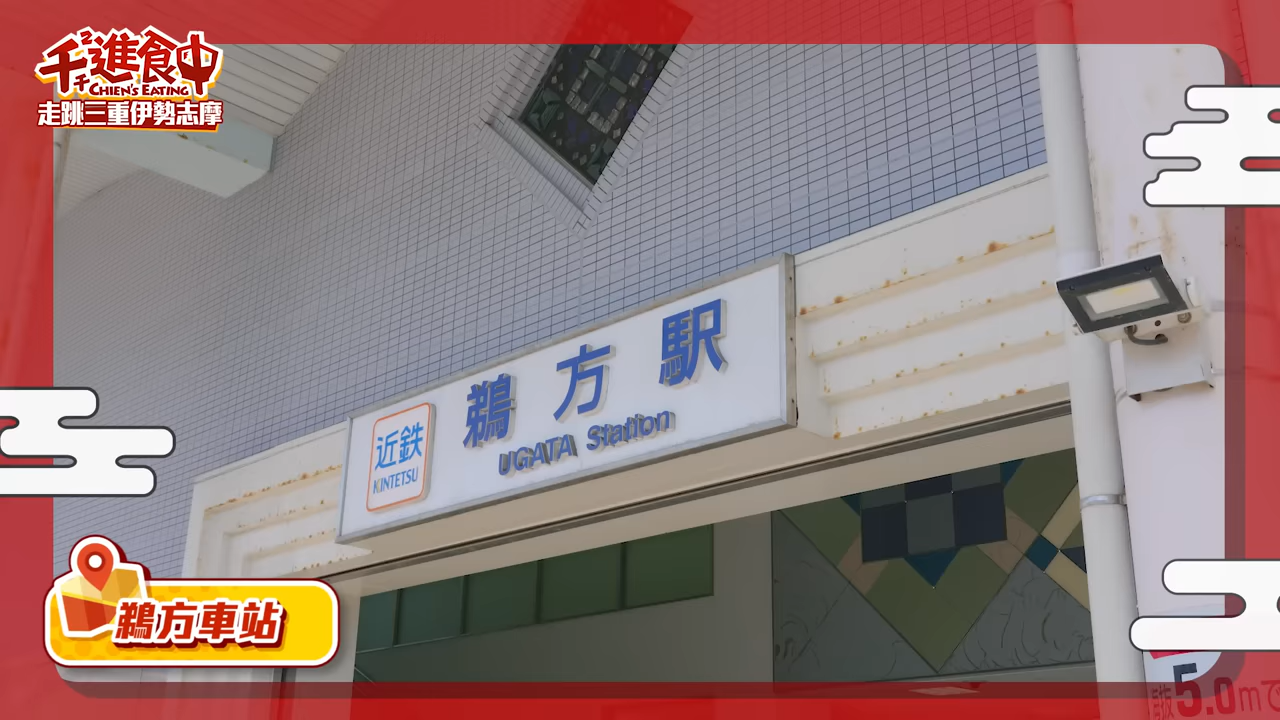 千千進食中
CHIEN'S EATING
走跳三重伊勢志摩
鵜方駅
UGATA Station
近鉄
KINTETSU
鵜方車站
5.0m